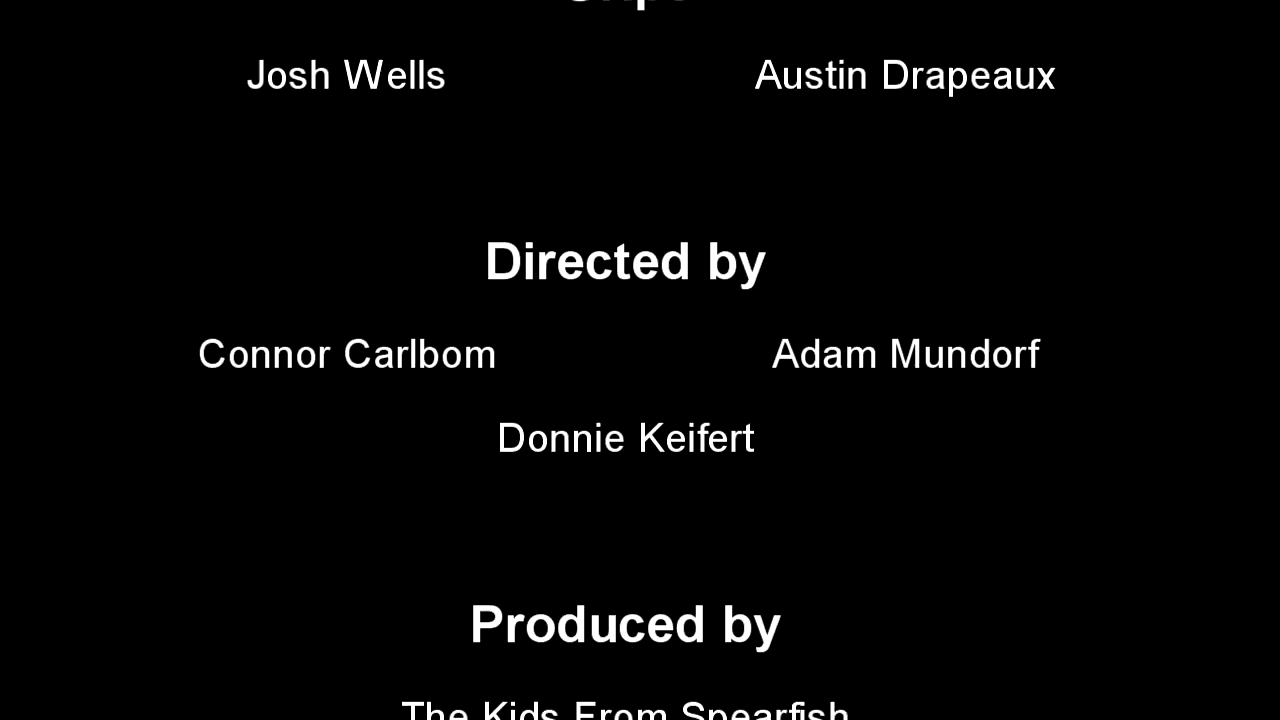 Josh Wells Austin Drapeaux
Directed by
Connor Carlbom Adam Mundorf
Donnie Keifert
Produced by
The Kids From Spearfish